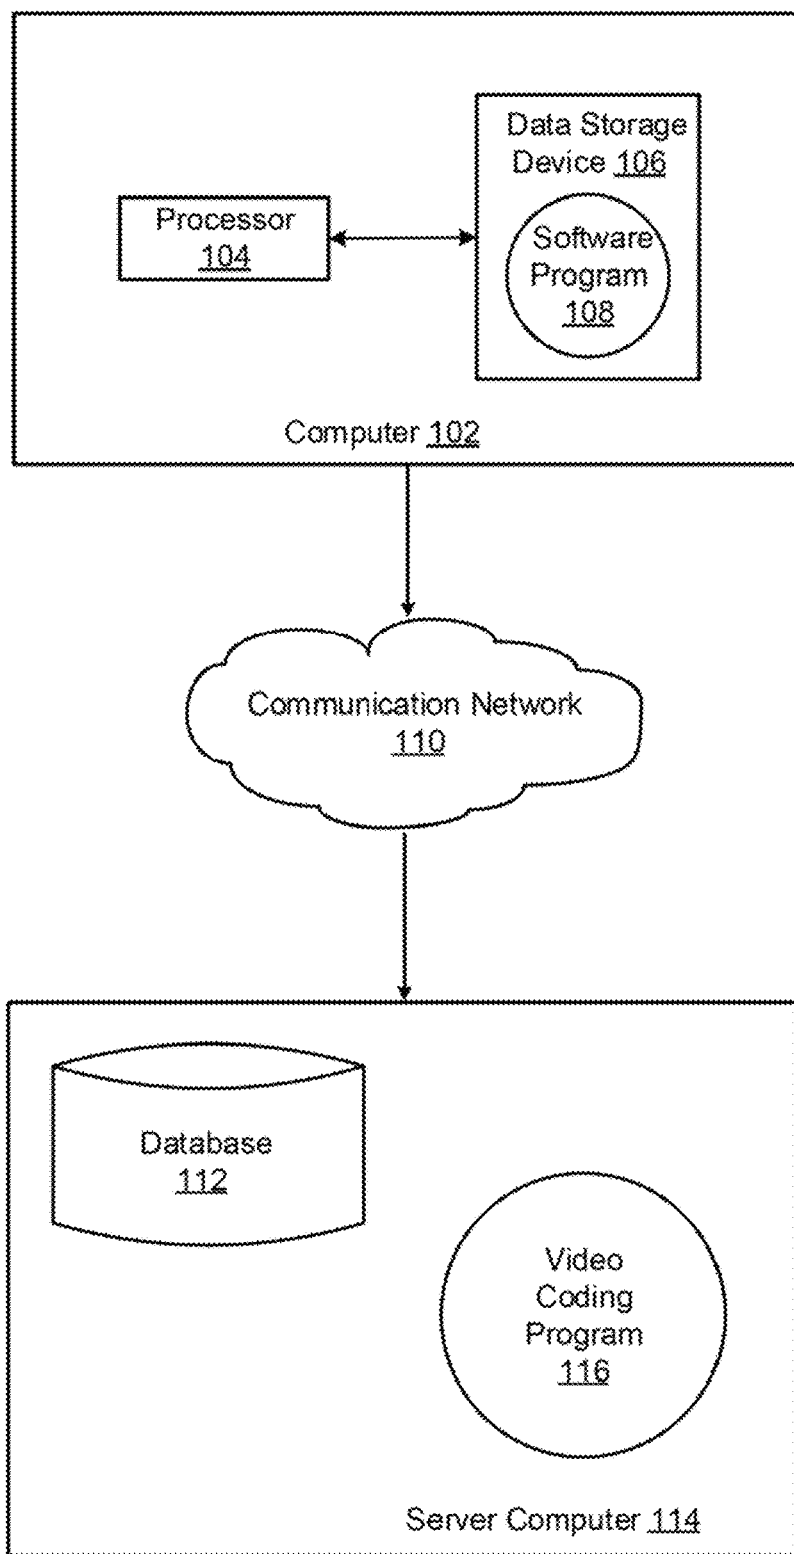 Data Storage
Device 106
Processor
104
Software
Program
108
Computer 102
Communication Network
110
Database
112
Video
Coding
Program
116
Server Computer 114